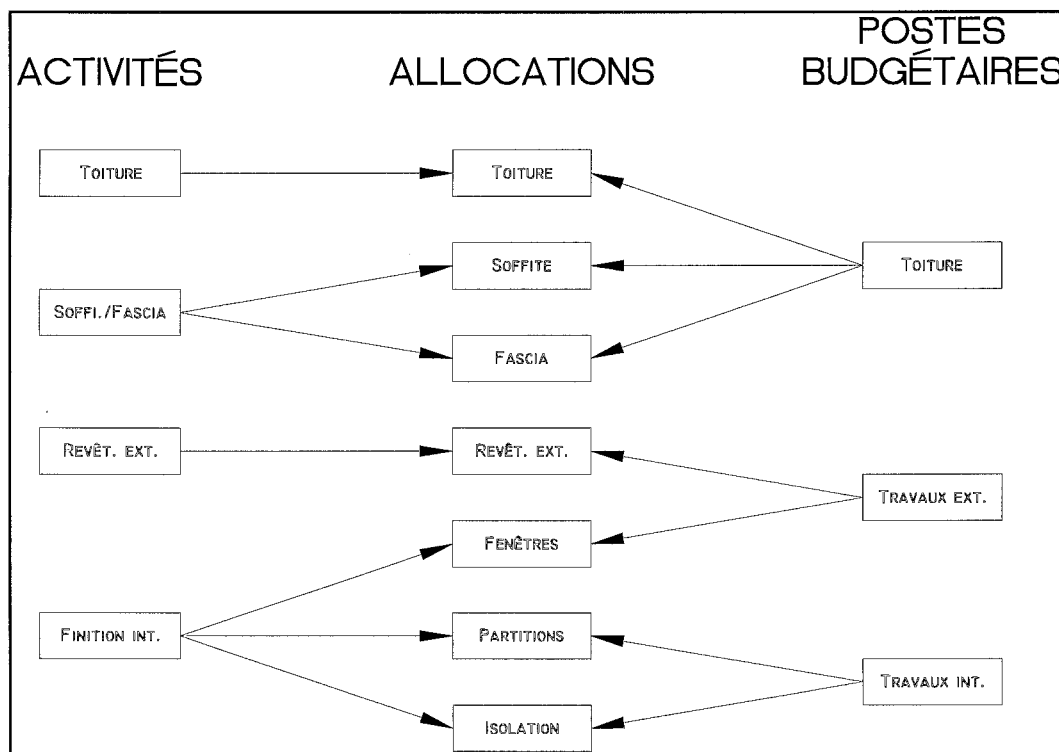 ACTIVITÉS
ALLOCATIONS
POSTES
BUDGÉTAIRES
TOITURE
TOITURE
SOFFITE
TOITURE
SOFFI./FASCIA
FASCIA
REVÊT. EXT.
REVÊT. EXT.
TRAVAUX EXT.
FENÊTRES
FINITION INT.
PARTITIONS
TRAVAUX INT.
ISOLATION